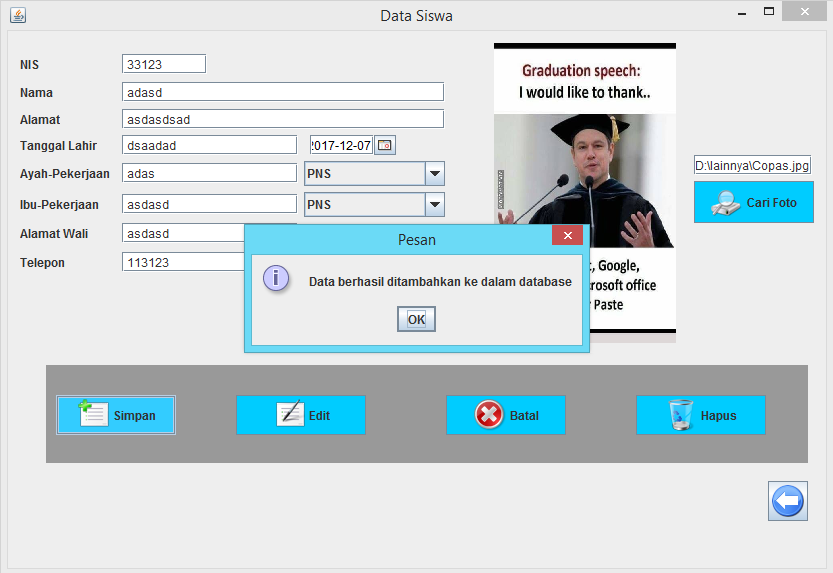 Data Siswa
NIS
33123
Nama
adasd
Alamat
asdasdsad
Tanggal Lahir
dsaadad
2017-12-07
Ayah-Pekerjaan
adas
PNS
Ibu-Pekerjaan
asdasd
PNS
Alamat Wali
asdasd
Telepon
113123
Graduation speech:
I would like to thank..
Google,
office
Paste
D:\lainnya\Copas.jpg
Cari Foto
Pesan
Data berhasil ditambahkan ke dalam database
OK
Simpan
Edit
Batal
Hapus